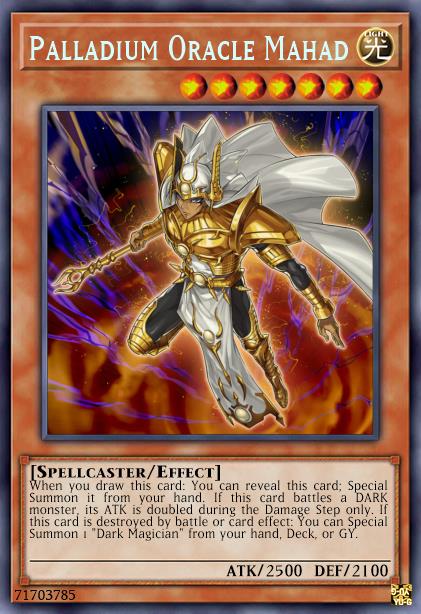 PALLADIUM ORACLE MAHAD
LIGHT
光
[SPELLCASTER/EFFECT]
When you draw this card: You can reveal this card; Special
Summon it from your hand. If this card battles a DARK
monster, its ATK is doubled during the Damage Step only. If
this card is destroyed by battle or card effect: You can Special
Summon 1 "Dark Magician" from your hand, Deck, or GY.
ATK/2500 DEF/2100
71703785